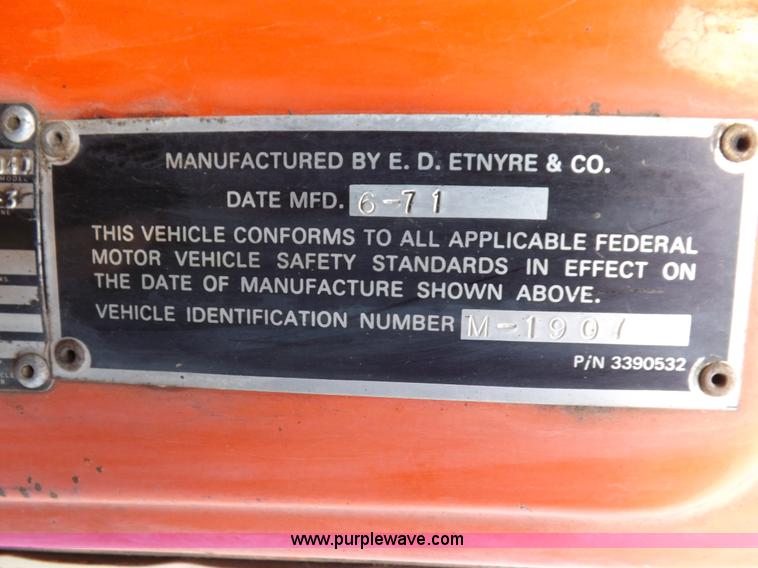 MANUFACTURED BY E. D. ETNYRE & CO.
DATE MFD. 6-71
THIS VEHICLE CONFORMS TO ALL APPLICABLE FEDERAL
MOTOR VEHICLE SAFETY STANDARDS IN EFFECT ON
THE DATE OF MANUFACTURE SHOWN ABOVE.
VEHICLE IDENTIFICATION NUMBER M-1907
P/N 3390532
www.purplewave.com